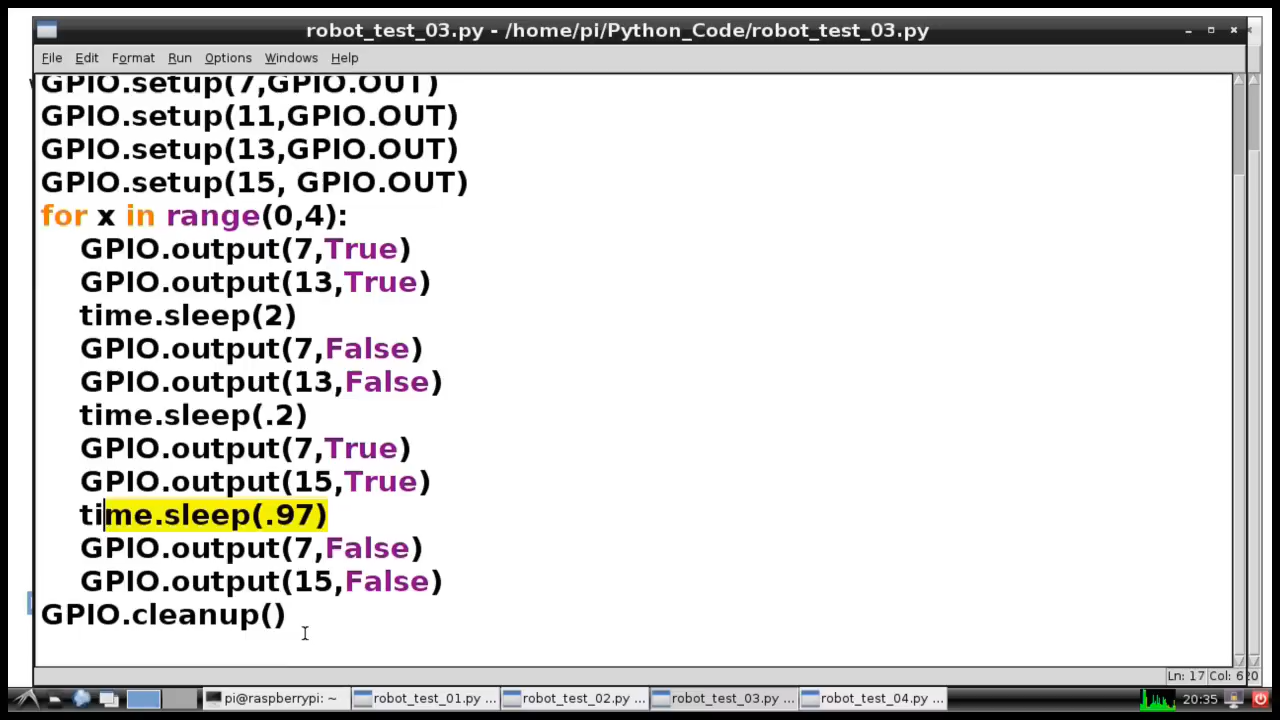 robot_test_03.py - /home/pi/Python_Code/robot_test_03.py
File Edit Format Run Options Windows Help
GPIO.setup(7,GPIO.OUT)
GPIO.setup(11,GPIO.OUT)
GPIO.setup(13,GPIO.OUT)
GPIO.setup(15, GPIO.OUT)
for x in range(0,4):
GPIO.output(7,True)
GPIO.output(13,True)
time.sleep(2)
GPIO.output(7,False)
GPIO.output(13,False)
time.sleep(.2)
GPIO.output(7,True)
GPIO.output(15,True)
time.sleep(.97)
GPIO.output(7,False)
GPIO.output(15,False)
GPIO.cleanup()
Ln: 17 Col: 620
pi@raspberrypi: ~ robot_test_01.py ... robot_test_02.py ... robot_test_03.py ... robot_test_04.py ... 20:35